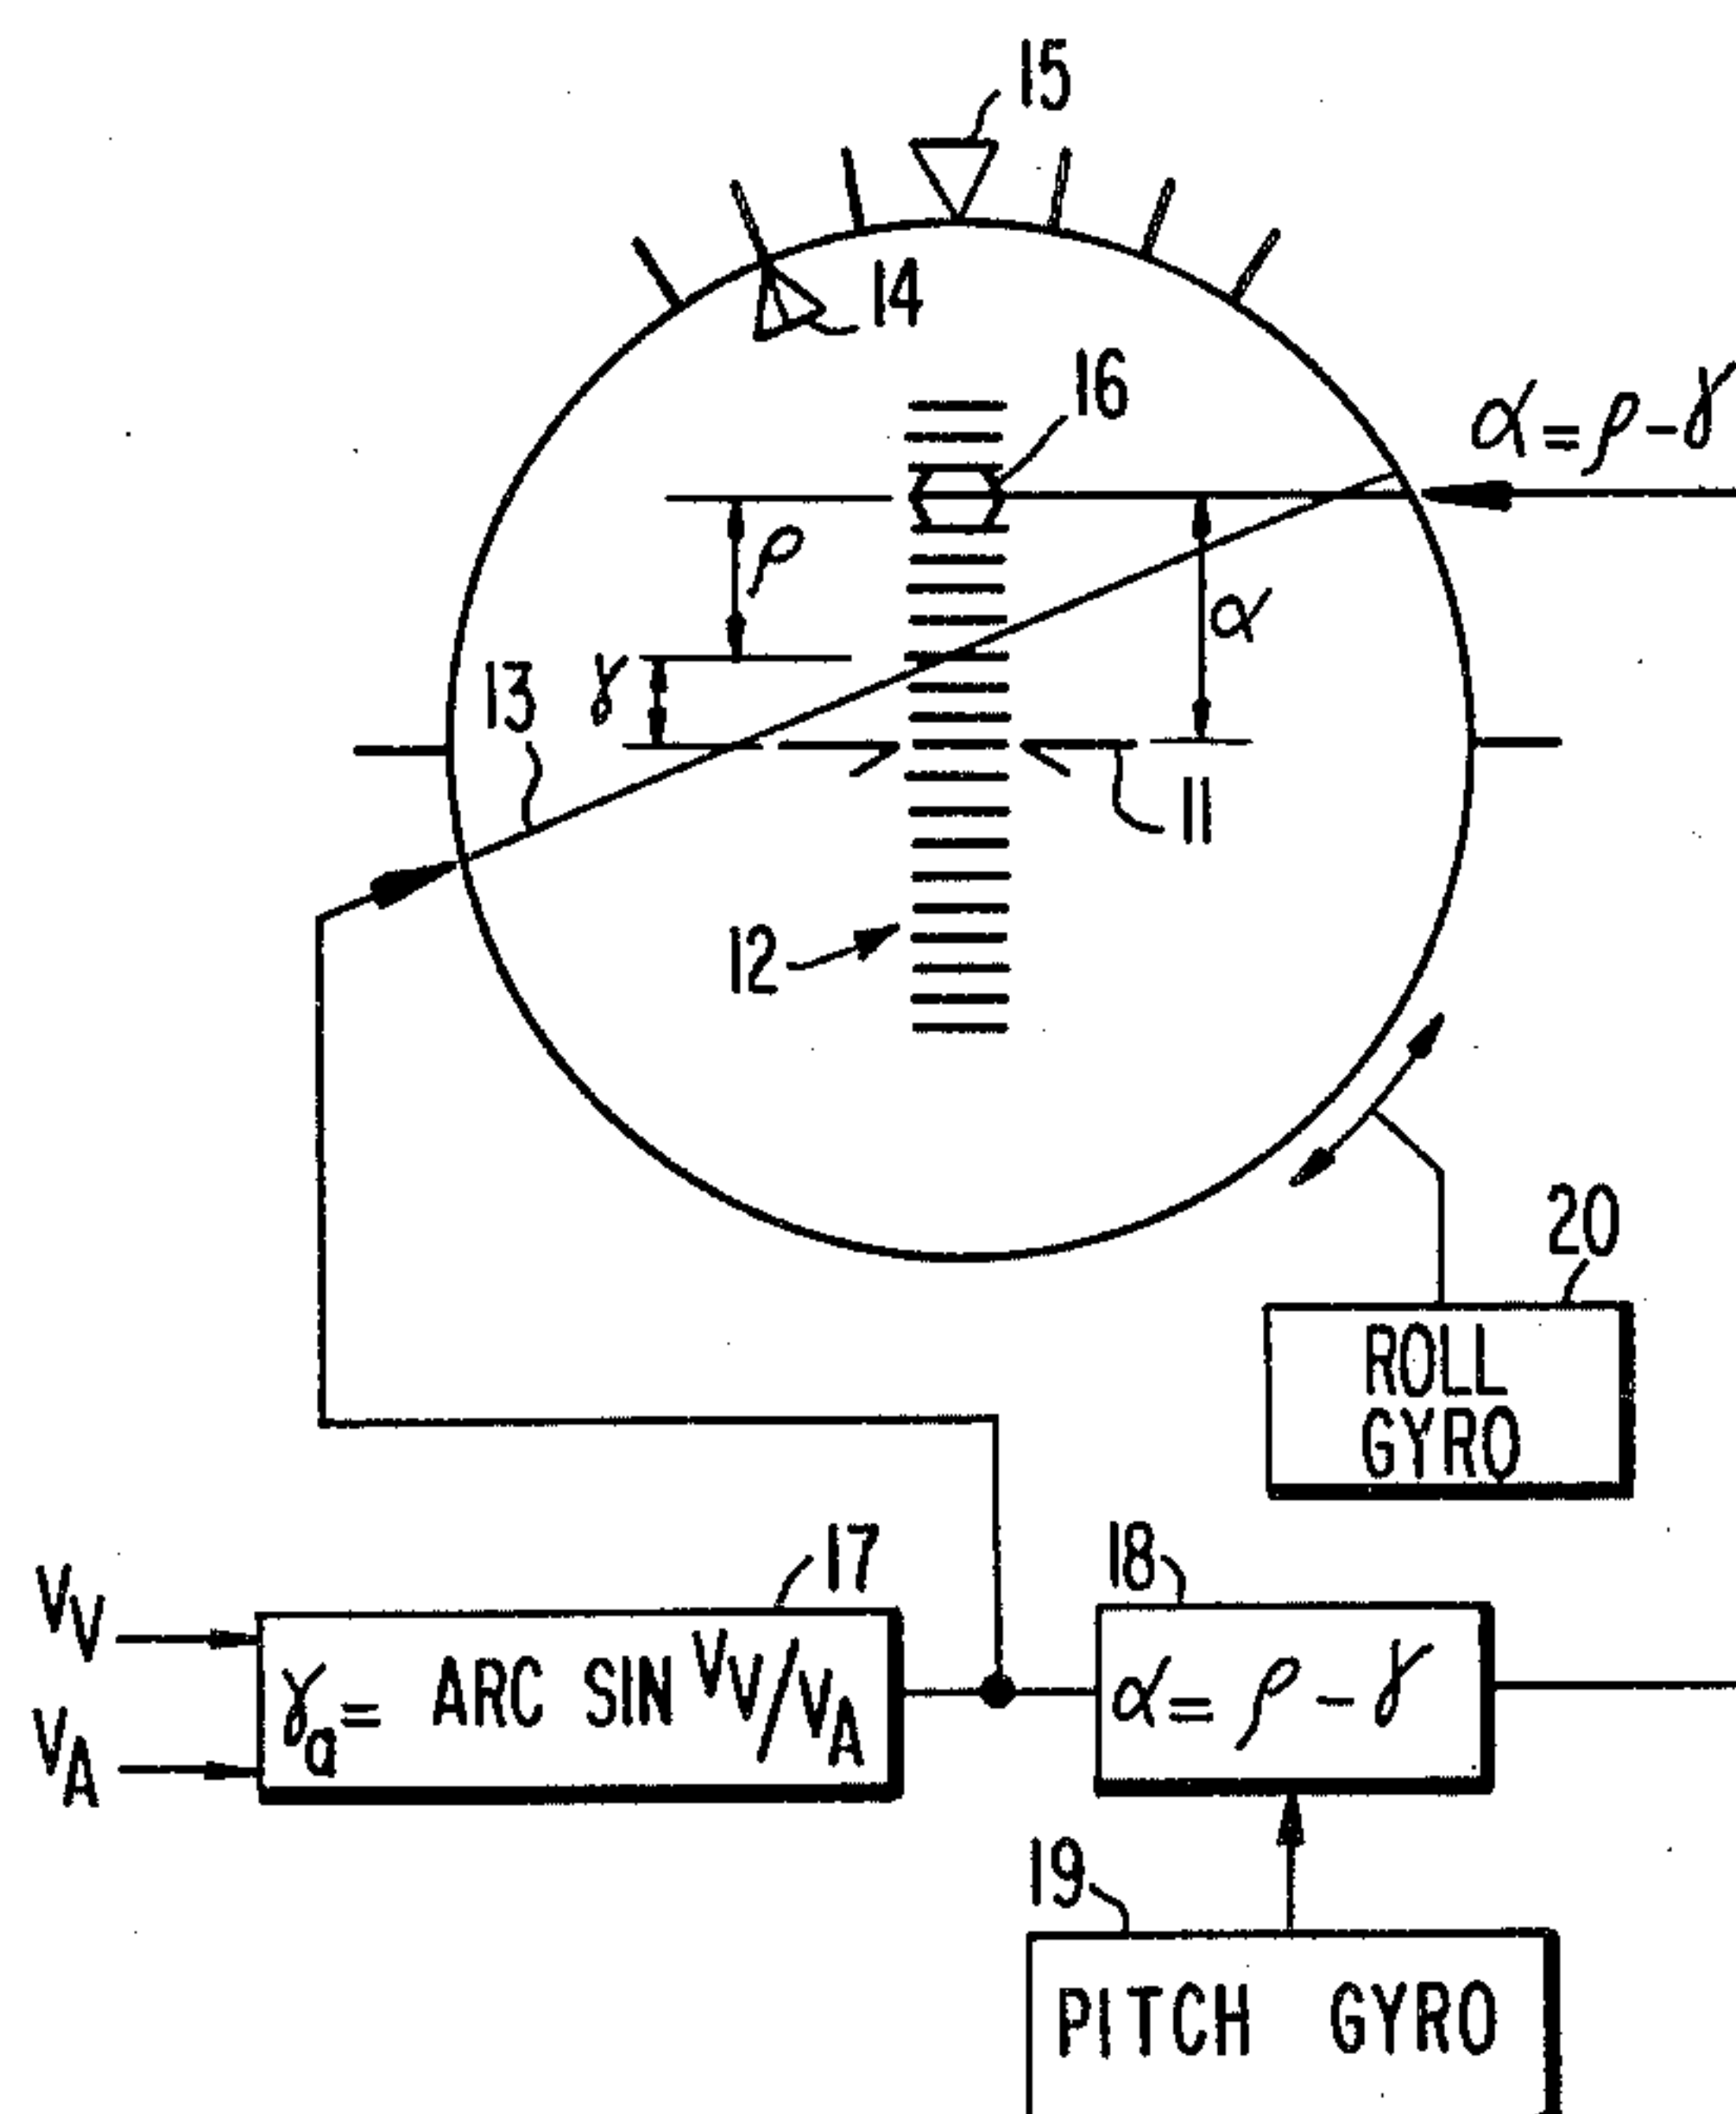 15
14
16
α = ρ - γ
ρ
α
13
γ
11
12
20
ROLL
GYRO
17
18
VV
γa = ARC SIN VV/VA
α = ρ - γ
VA
19
PITCH GYRO